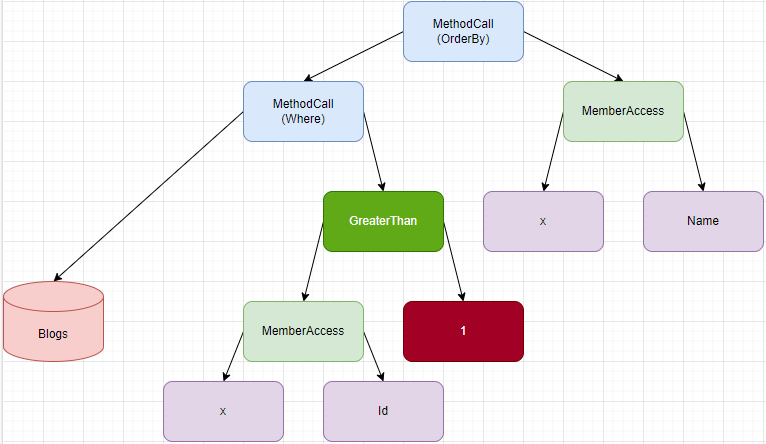 MethodCall
(OrderBy)
MethodCall
(Where)
MemberAccess
GreaterThan
x
Name
Blogs
MemberAccess
1
x
Id